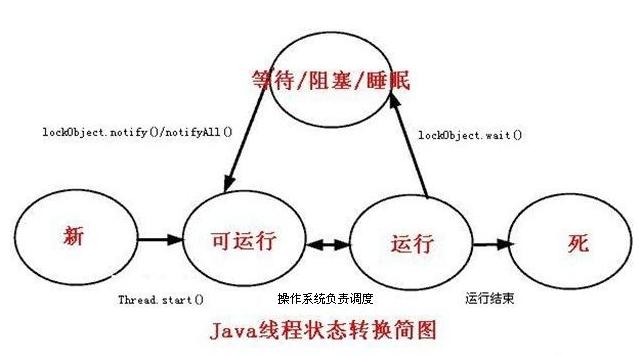 等待/阻塞/睡眠
lockObject.notify()/notifyAll()
lockObject.wait()
新
可运行
运行
死
Thread.start()
操作系统负责调度
运行结束
Java线程状态转换简图